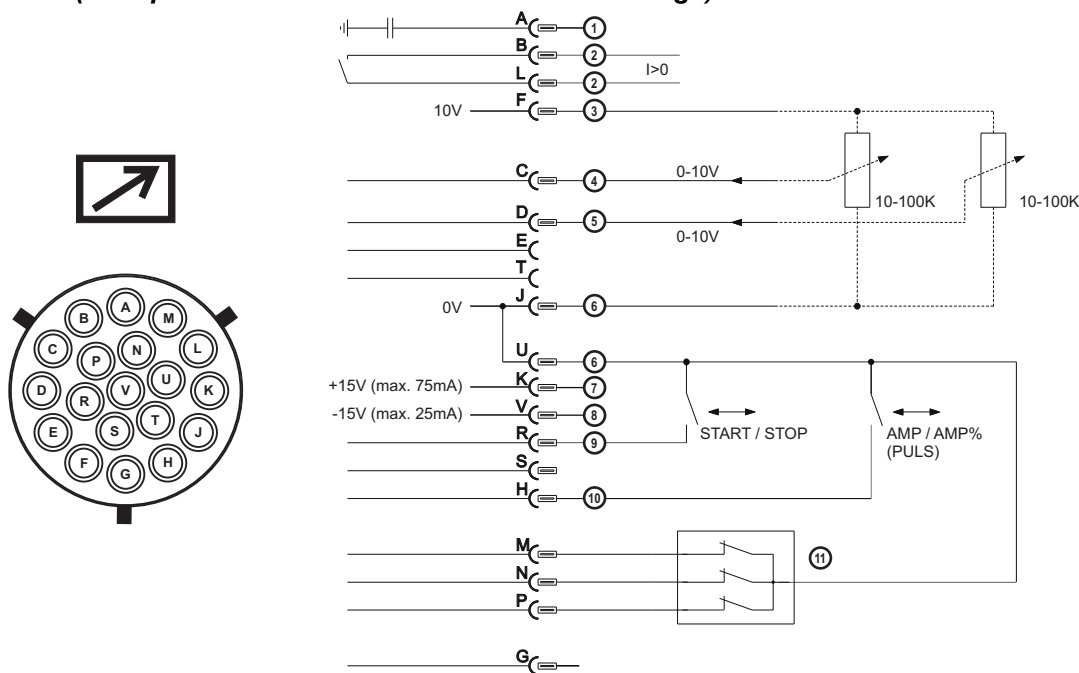 A 1
B 2
I>0
L 2
10V F 3
C 4 0-10V
10-100K 10-100K
D 5
0-10V
E
T
0V J 6
U 6
+15V (max. 75mA) K 7
-15V (max. 25mA) V 8
START / STOP AMP / AMP%
(PULS)
R 9
S
H 10
M 11
N
P
G
A
B M
N
C L
P
U
D V K
R
T
E S J
F H
G